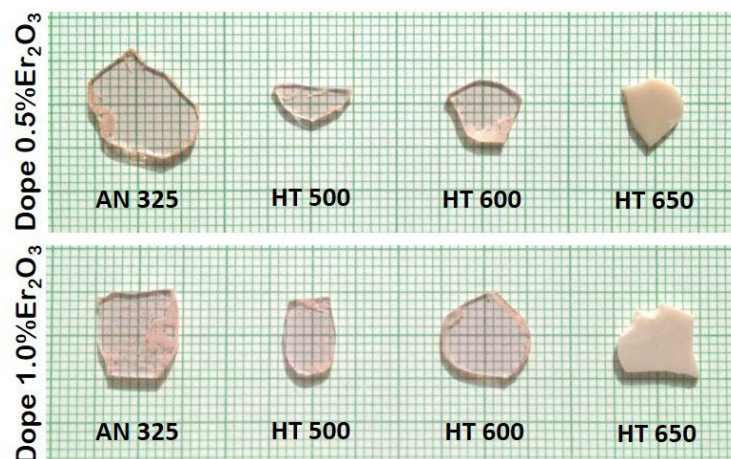 Dope 0.5%Er₂O₃
AN 325 HT 500 HT 600 HT 650
Dope 1.0%Er₂O₃
AN 325 HT 500 HT 600 HT 650